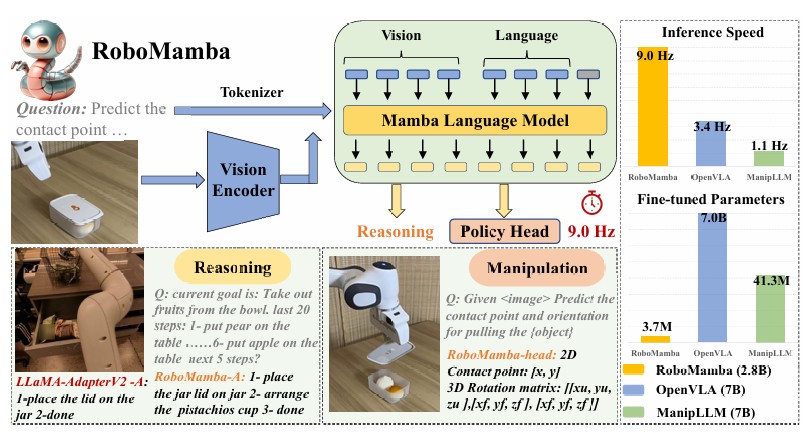 RoboMamba
Question: Predict the
contact point …
Tokenizer
Vision
Encoder
Vision
Language
Mamba Language Model
Reasoning
Policy Head
9.0 Hz
Inference Speed
9.0 Hz
3.4 Hz
1.1 Hz
RoboMamba
OpenVLA
ManipLLM
Fine-tuned Parameters
7.0B
41.3M
3.7M
RoboMamba
OpenVLA
ManipLLM
RoboMamba (2.8B)
OpenVLA (7B)
ManipLLM (7B)
Reasoning
Q: current goal is: Take out
fruits from the bowl. last 20
steps: 1- put pear on the
table ……6- put apple on the
table next 5 steps?
LLaMA-AdapterV2 -A:
1-place the lid on the
jar 2-done
RoboMamba-A: 1- place
the jar lid on jar 2- arrange
the pistachios cup 3- done
Manipulation
Q: Given <image> Predict the
contact point and orientation
for pulling the {object}
RoboMamba-head: 2D
Contact point: [x, y]
3D Rotation matrix: [[xu, yu,
zu ],[xf, yf, zf ], [xf, yf, zf ]]